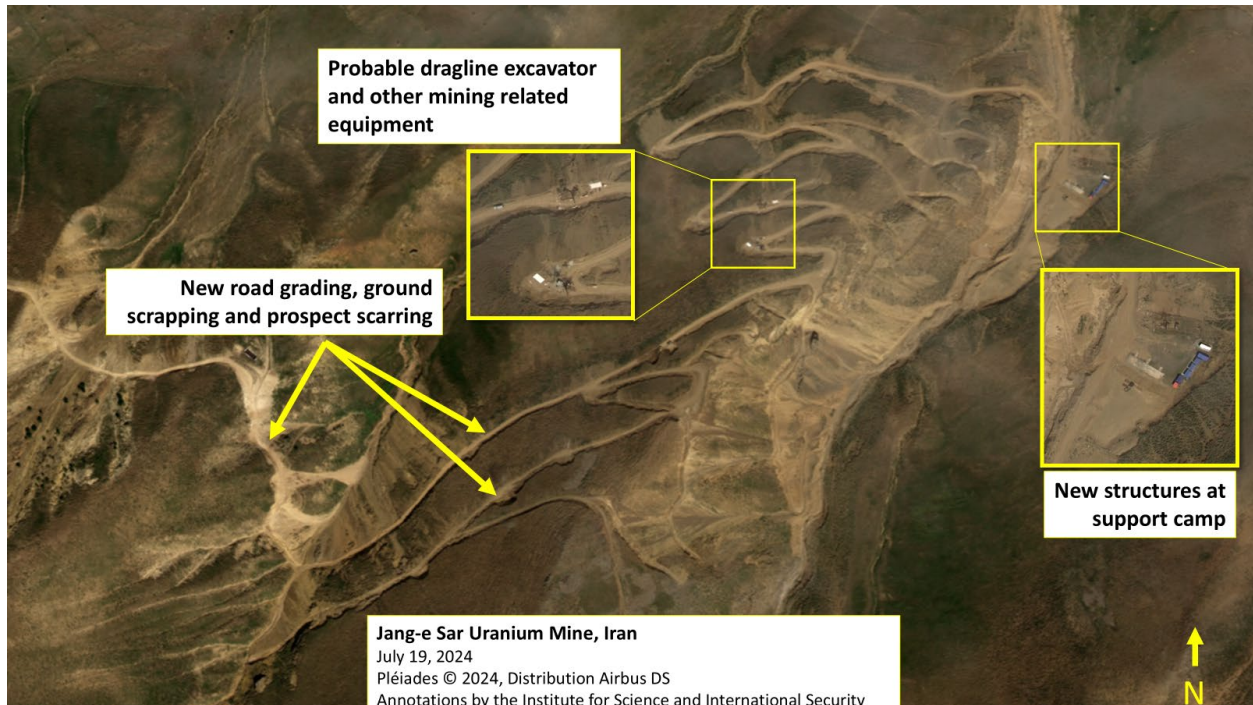 Probable dragline excavator
and other mining related
equipment
New road grading, ground
scrapping and prospect scarring
New structures at
support camp
Jang-e Sar Uranium Mine, Iran
July 19, 2024
Pléiades © 2024, Distribution Airbus DS
Annotations by the Institute for Science and International Security
N